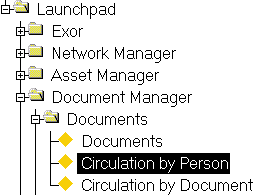 Launchpad
Exor
Network Manager
Asset Manager
Document Manager
Documents
Documents
Circulation by Person
Circulation by Document